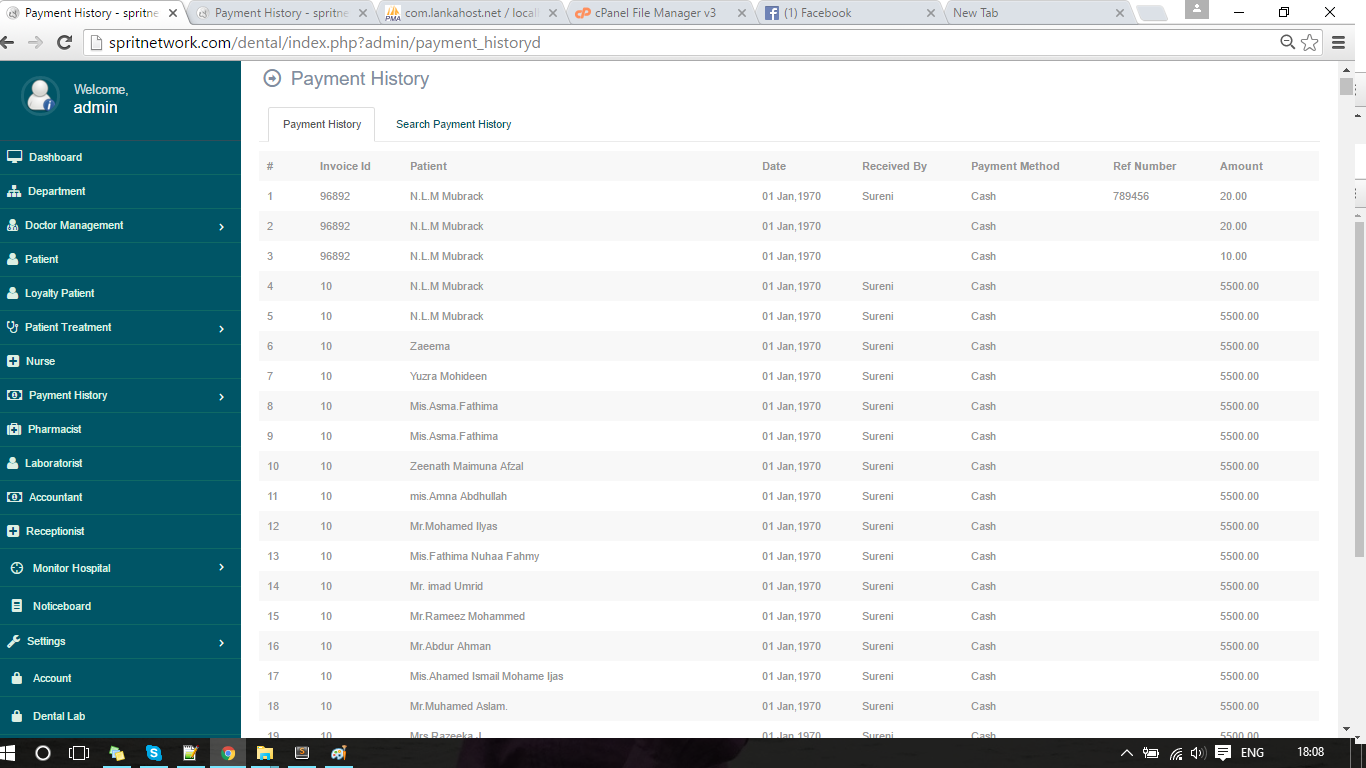 Payment History - spritne
Payment History - spritne
com.lankahost.net / local
cPanel File Manager v3
(1) Facebook
New Tab
spritnetwork.com/dental/index.php?admin/payment_historyd
Welcome,
admin
Dashboard
Department
Doctor Management
Patient
Loyalty Patient
Patient Treatment
Nurse
Payment History
Pharmacist
Laboratorist
Accountant
Receptionist
Monitor Hospital
Noticeboard
Settings
Account
Dental Lab
Payment History
Payment History Search Payment History
# Invoice Id Patient Date Received By Payment Method Ref Number Amount
1 96892 N.L.M Mubrack 01 Jan,1970 Sureni Cash 789456 20.00
2 96892 N.L.M Mubrack 01 Jan,1970 Cash 20.00
3 96892 N.L.M Mubrack 01 Jan,1970 Cash 10.00
4 10 N.L.M Mubrack 01 Jan,1970 Sureni Cash 5500.00
5 10 N.L.M Mubrack 01 Jan,1970 Sureni Cash 5500.00
6 10 Zaeema 01 Jan,1970 Sureni Cash 5500.00
7 10 Yuzra Mohideen 01 Jan,1970 Sureni Cash 5500.00
8 10 Mis.Asma.Fathima 01 Jan,1970 Sureni Cash 5500.00
9 10 Mis.Asma.Fathima 01 Jan,1970 Sureni Cash 5500.00
10 10 Zeenath Maimuna Afzal 01 Jan,1970 Sureni Cash 5500.00
11 10 mis.Amna Abdhullah 01 Jan,1970 Sureni Cash 5500.00
12 10 Mr.Mohamed Ilyas 01 Jan,1970 Sureni Cash 5500.00
13 10 Mis.Fathima Nuhaa Fahmy 01 Jan,1970 Sureni Cash 5500.00
14 10 Mr. imad Umrid 01 Jan,1970 Sureni Cash 5500.00
15 10 Mr.Rameez Mohammed 01 Jan,1970 Sureni Cash 5500.00
16 10 Mr.Abdur Ahman 01 Jan,1970 Sureni Cash 5500.00
17 10 Mis.Ahamed Ismail Mohame Ijas 01 Jan,1970 Sureni Cash 5500.00
18 10 Mr.Muhamed Aslam. 01 Jan,1970 Sureni Cash 5500.00
19 10 Mrs.Razeeka J 01 Jan,1970 Sureni Cash 5500.00
ENG 18:08